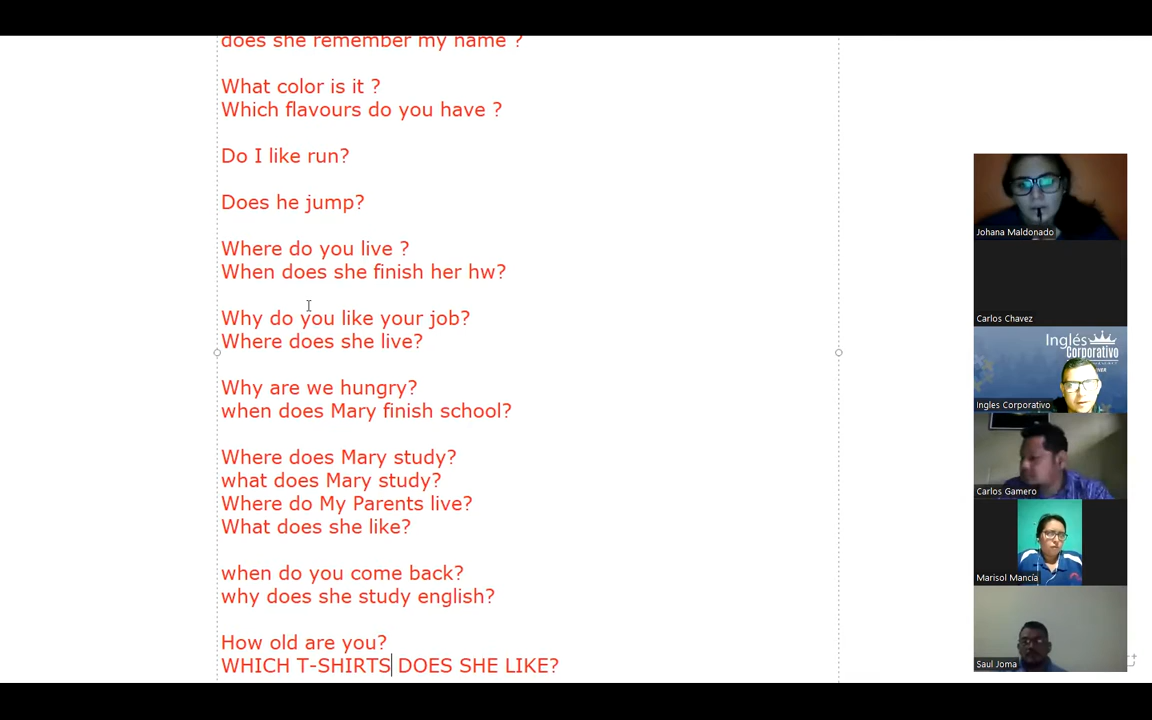 does she remember my name ?
What color is it ?
Which flavours do you have ?
Do I like run?
Does he jump?
Where do you live ?
When does she finish her hw?
Why do you like your job?
Where does she live?
Why are we hungry?
when does Mary finish school?
Where does Mary study?
what does Mary study?
Where do My Parents live?
What does she like?
when do you come back?
why does she study english?
How old are you?
WHICH T-SHIRTS DOES SHE LIKE?
Johana Maldonado
Carlos Chavez
Inglés
Corporativo
Ingles Corporativo
Carlos Gamero
Marisol Mancía
Saul Joma